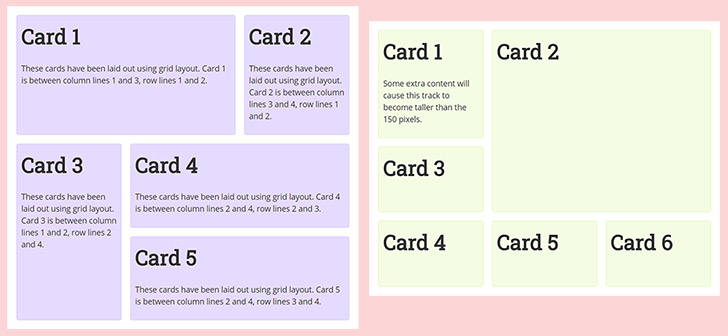 Card 1
These cards have been laid out using grid layout. Card 1
is between column lines 1 and 3, row lines 1 and 2.
Card 2
These cards have been
laid out using grid layout.
Card 2 is between column
lines 3 and 4, row lines 1
and 2.
Card 3
These cards have been
laid out using grid layout.
Card 3 is between column
lines 1 and 2, row lines 2
and 4.
Card 4
These cards have been laid out using grid layout. Card 4
is between column lines 2 and 4, row lines 2 and 3.
Card 5
These cards have been laid out using grid layout. Card 5
is between column lines 2 and 4, row lines 3 and 4.
Card 1
Some extra content will
cause this track to
become taller than the
150 pixels.
Card 2
Card 3
Card 4
Card 5
Card 6